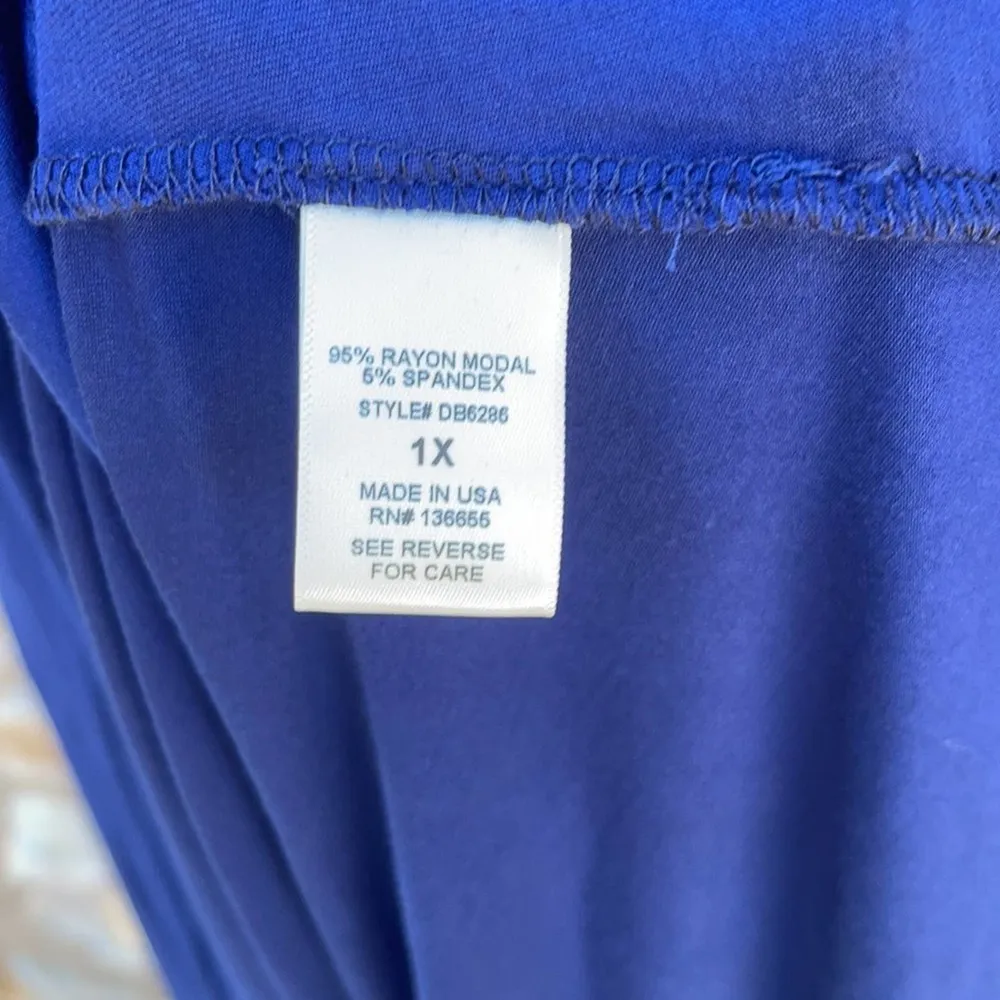 95% RAYON MODAL
5% SPANDEX
STYLE# DB6286
1X
MADE IN USA
RN# 136655
SEE REVERSE
FOR CARE